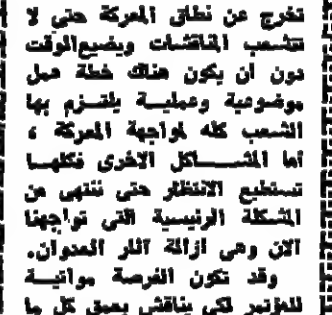 تخرج عن نطاق المعركة حتى لا
تتشعب المناقشات ويضيع الوقت
دون أن يكون هناك خطة عمل
موضوعية وعملية يلتزم بها
الشعب كله لمواجهة المعركة ،
أما المشاكل الاخرى فكلها
تستطيع الانتظار حتى ننتهى من
المشكلة الرئيسية التى تواجهنا
الآن وهى ازالة آثار العدوان.
وقد تكون الفرصة مواتية
للمؤتمر لكى يناقش بعمق كل ما